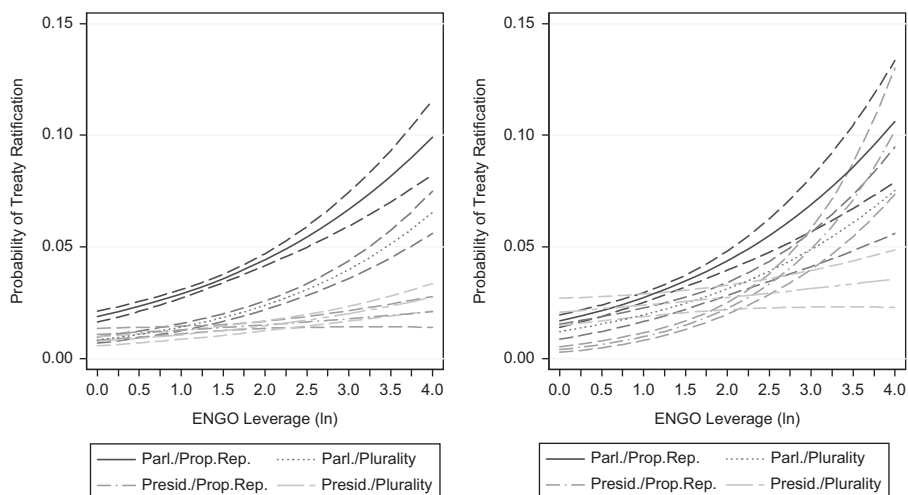 0.15
0.10
0.05
0.00
Probability of Treaty Ratification
0.0 0.5 1.0 1.5 2.0 2.5 3.0 3.5 4.0
ENGO Leverage (ln)
Parl./Prop.Rep. Parl./Plurality
Presid./Prop.Rep. Presid./Plurality
0.15
0.10
0.05
0.00
Probability of Treaty Ratification
0.0 0.5 1.0 1.5 2.0 2.5 3.0 3.5 4.0
ENGO Leverage (ln)
Parl./Prop.Rep. Parl./Plurality
Presid./Prop.Rep. Presid./Plurality